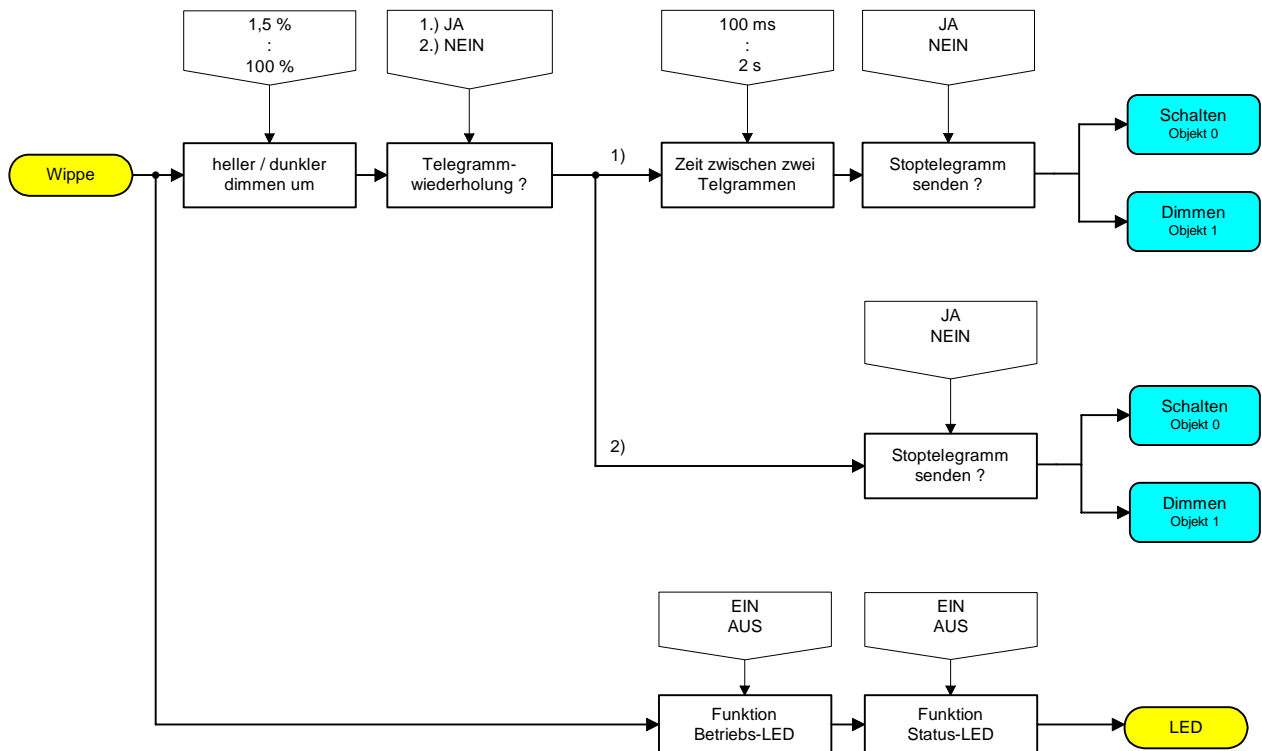 1,5 %
:
100 %
1.) JA
2.) NEIN
100 ms
:
2 s
JA
NEIN
Wippe
heller / dunkler
dimmen um
Telegramm-
wiederholung ?
1)
Zeit zwischen zwei
Telgrammen
Stoptelegramm
senden ?
Schalten
Objekt 0
Dimmen
Objekt 1
JA
NEIN
2)
Stoptelegramm
senden ?
Schalten
Objekt 0
Dimmen
Objekt 1
EIN
AUS
EIN
AUS
Funktion
Betriebs-LED
Funktion
Status-LED
LED